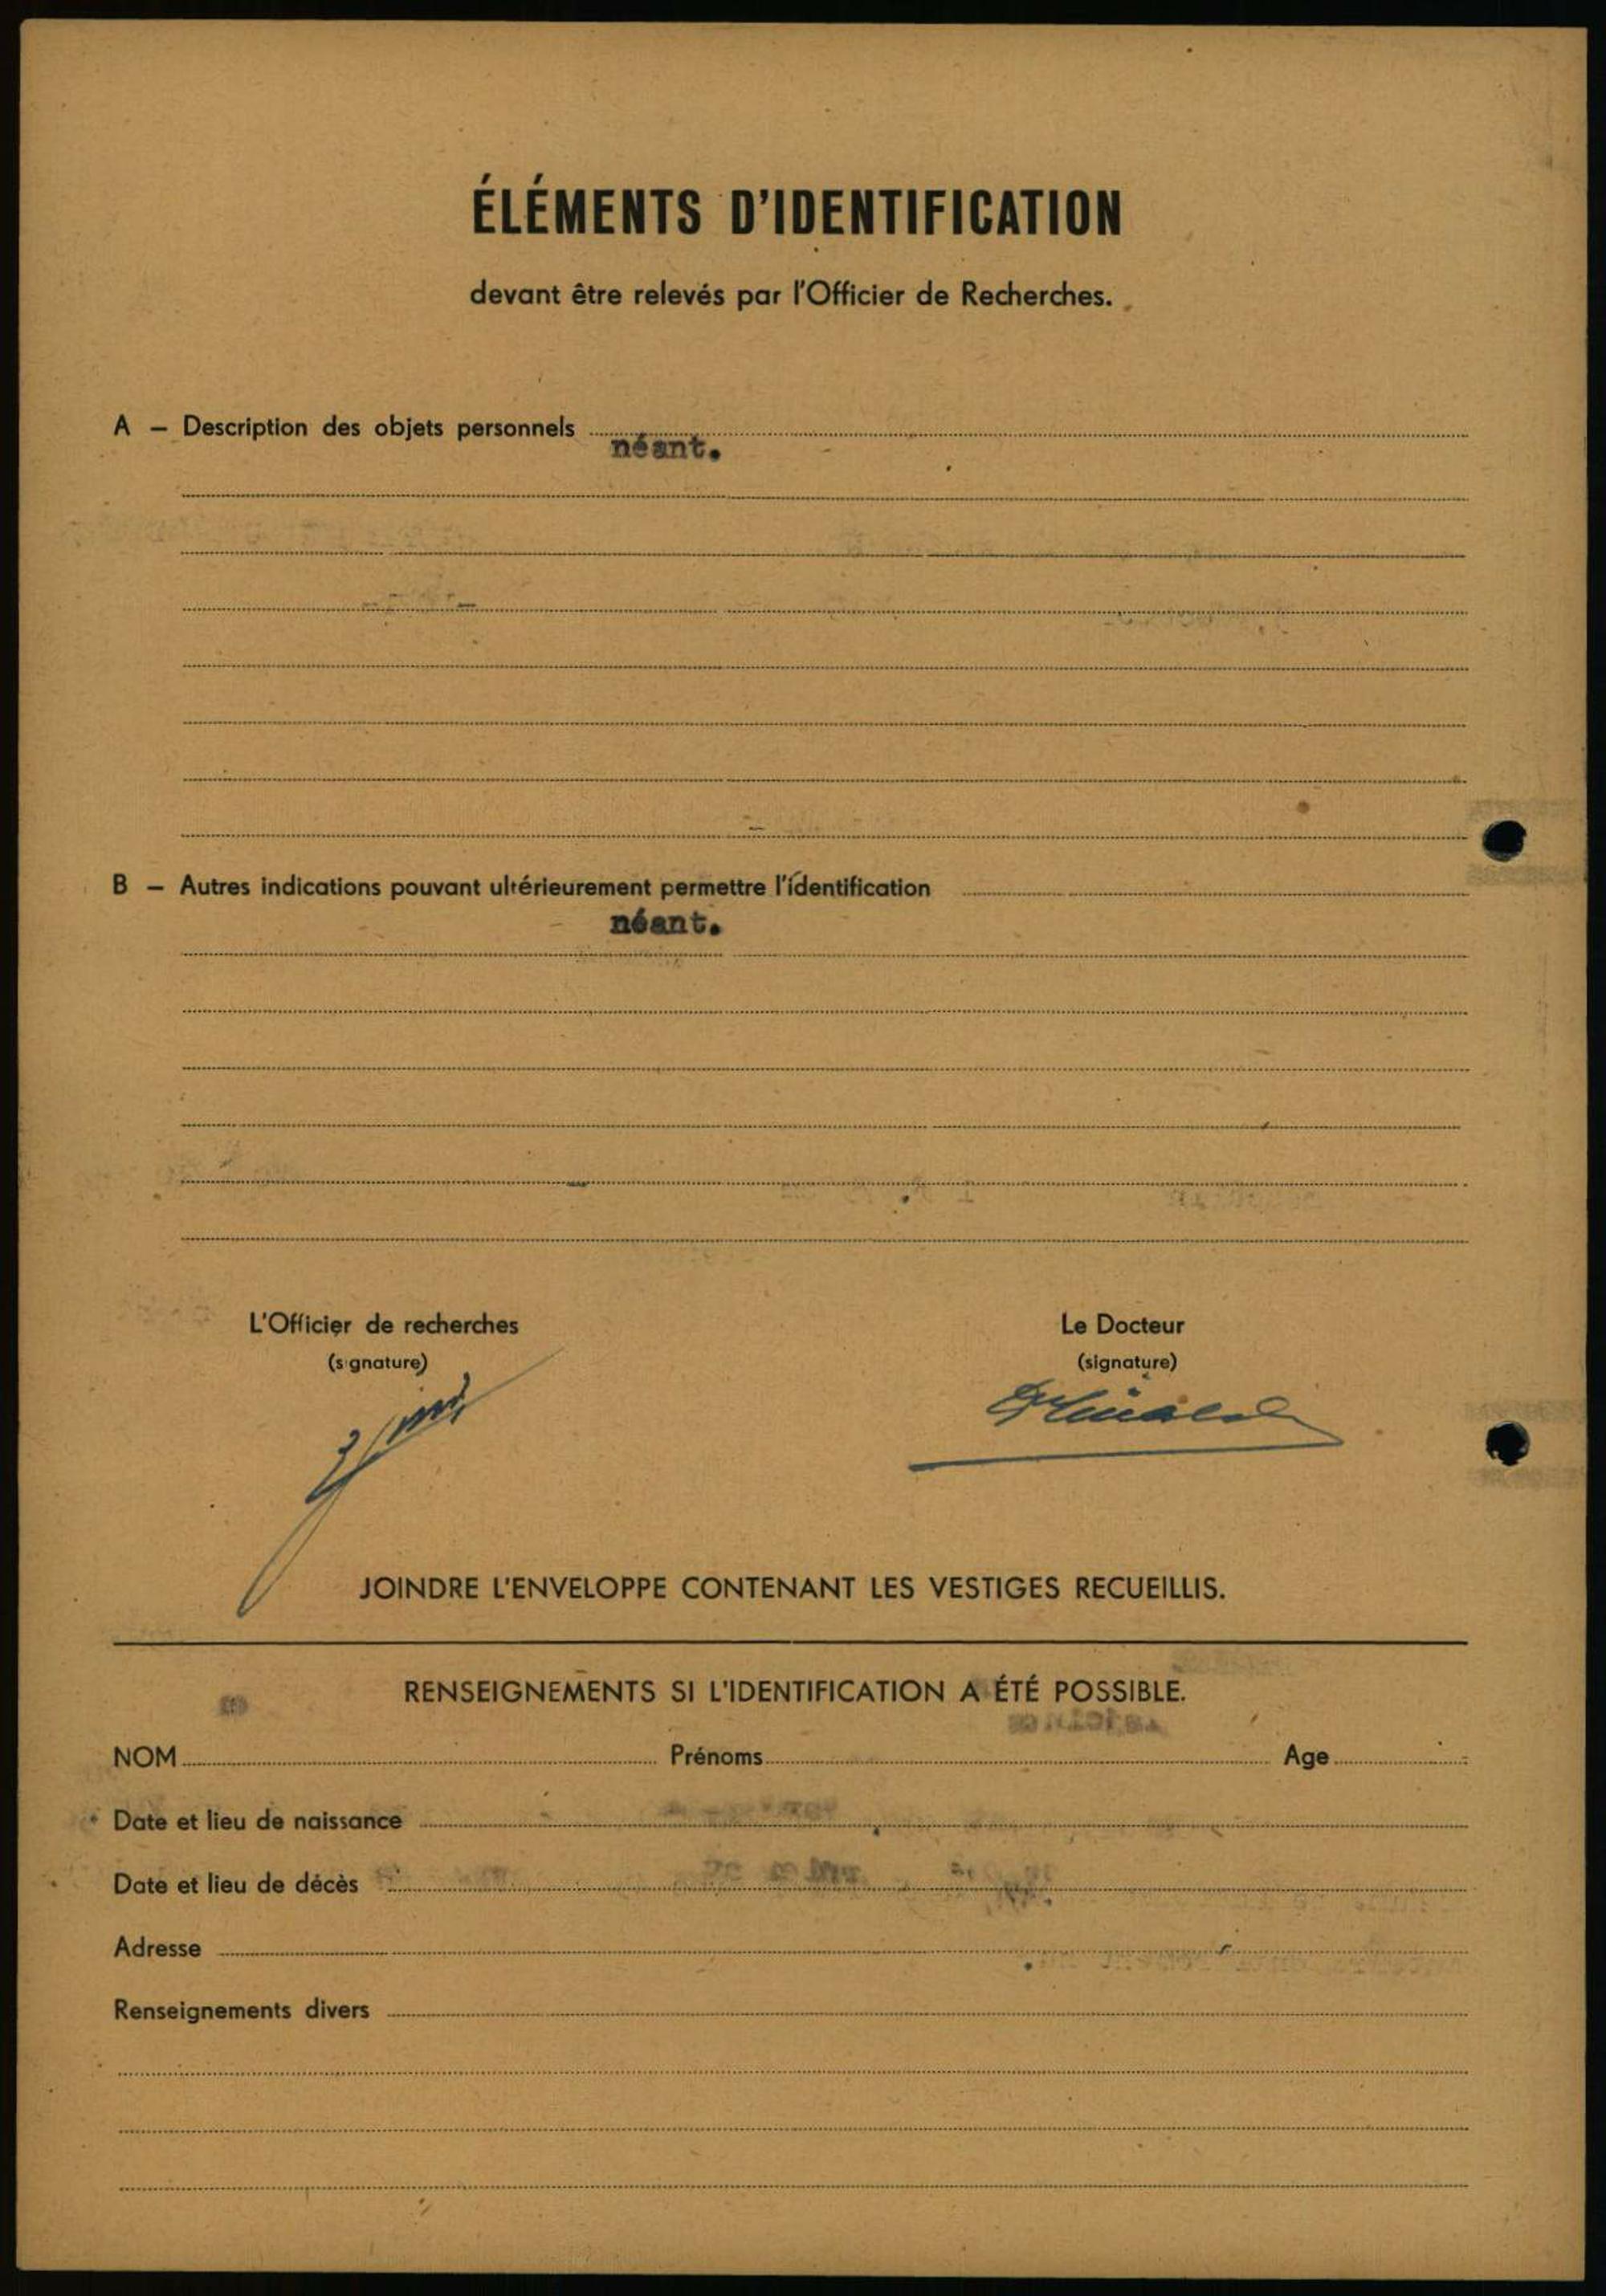 ÉLÉMENTS D'IDENTIFICATION
devant être relevés par l'Officier de Recherches.
A — Description des objets personnels
néant.
B — Autres indications pouvant ultérieurement permettre l'identification
néant.
L'Officier de recherches
(signature)
Le Docteur
(signature)
JOINDRE L'ENVELOPPE CONTENANT LES VESTIGES RECUEILLIS.
RENSEIGNEMENTS SI L'IDENTIFICATION A ÉTÉ POSSIBLE.
NOM Prénoms Age
Date et lieu de naissance
Date et lieu de décès
Adresse
Renseignements divers